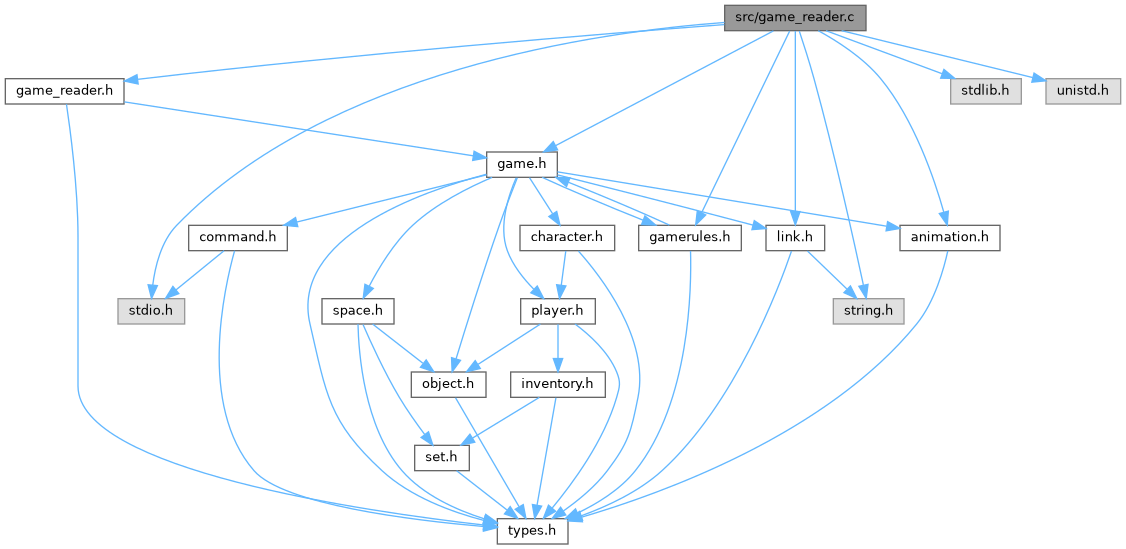 src/game_reader.c
game_reader.h
stdlib.h
unistd.h
game.h
command.h
character.h
gamerules.h
link.h
animation.h
stdio.h
space.h
player.h
string.h
object.h
inventory.h
set.h
types.h